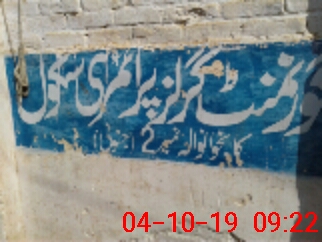 ورنمنٹ گرلز پرائمری سکول
نمبر 2
04-10-19 09:22